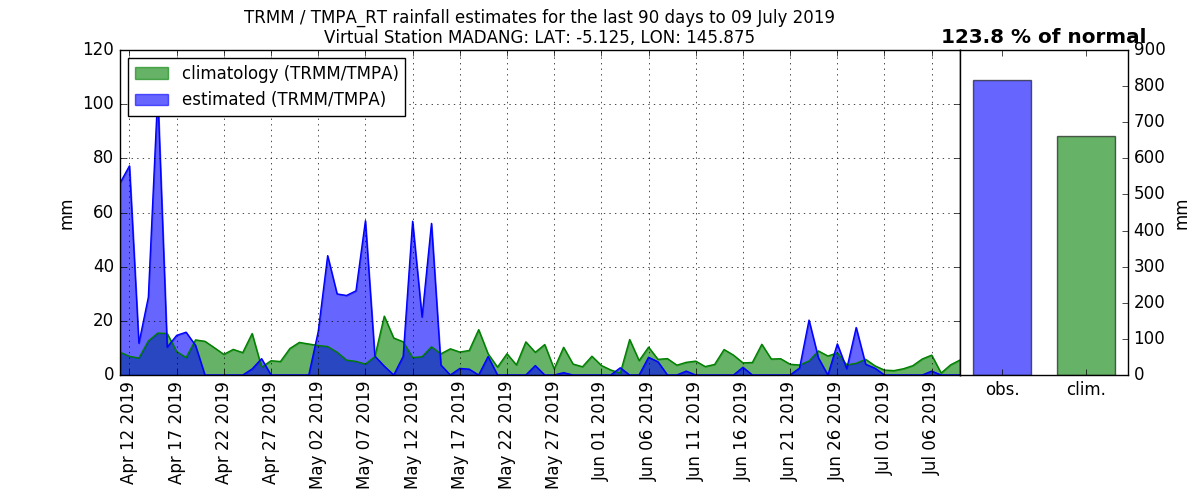 TRMM / TMPA_RT rainfall estimates for the last 90 days to 09 July 2019
Virtual Station MADANG: LAT: -5.125, LON: 145.875
123.8 % of normal
climatology (TRMM/TMPA)
estimated (TRMM/TMPA)
120
100
80
60
40
20
0
mm
Apr 12 2019
Apr 17 2019
Apr 22 2019
Apr 27 2019
May 02 2019
May 07 2019
May 12 2019
May 17 2019
May 22 2019
May 27 2019
Jun 01 2019
Jun 06 2019
Jun 11 2019
Jun 16 2019
Jun 21 2019
Jun 26 2019
Jul 01 2019
Jul 06 2019
900
800
700
600
500
400
300
200
100
0
mm
obs.
clim.